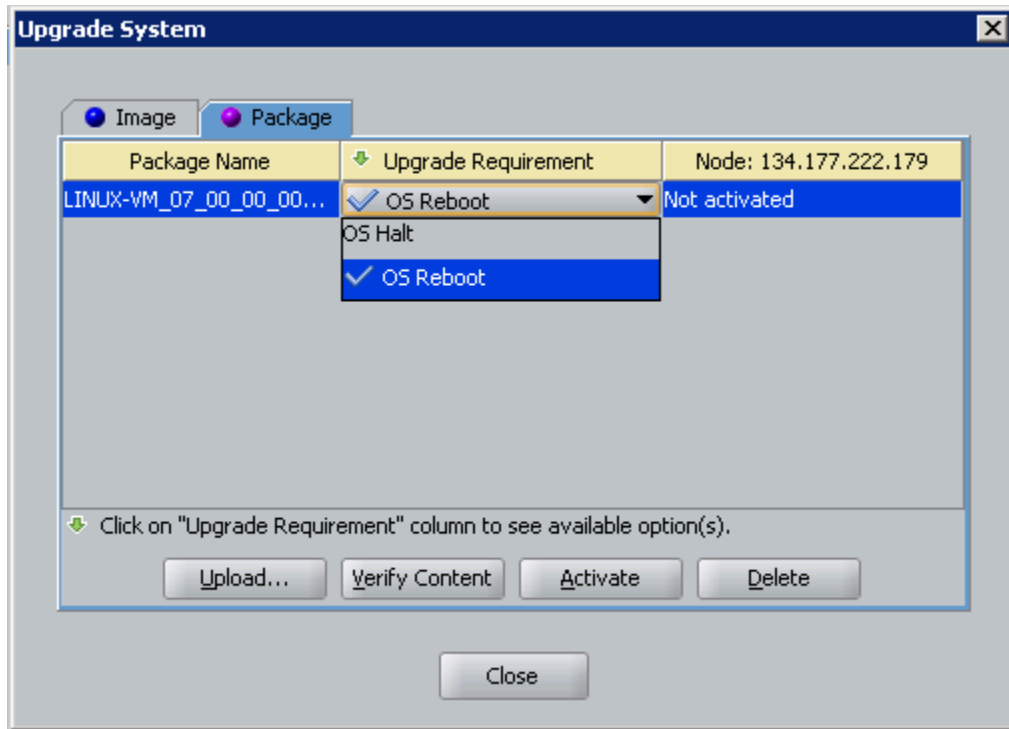 Upgrade System
Image Package
Package Name Upgrade Requirement Node: 134.177.222.179
LINUX-VM_07_00_00_00... OS Reboot Not activated
OS Halt
OS Reboot
Click on "Upgrade Requirement" column to see available option(s).
Upload... Verify Content Activate Delete
Close